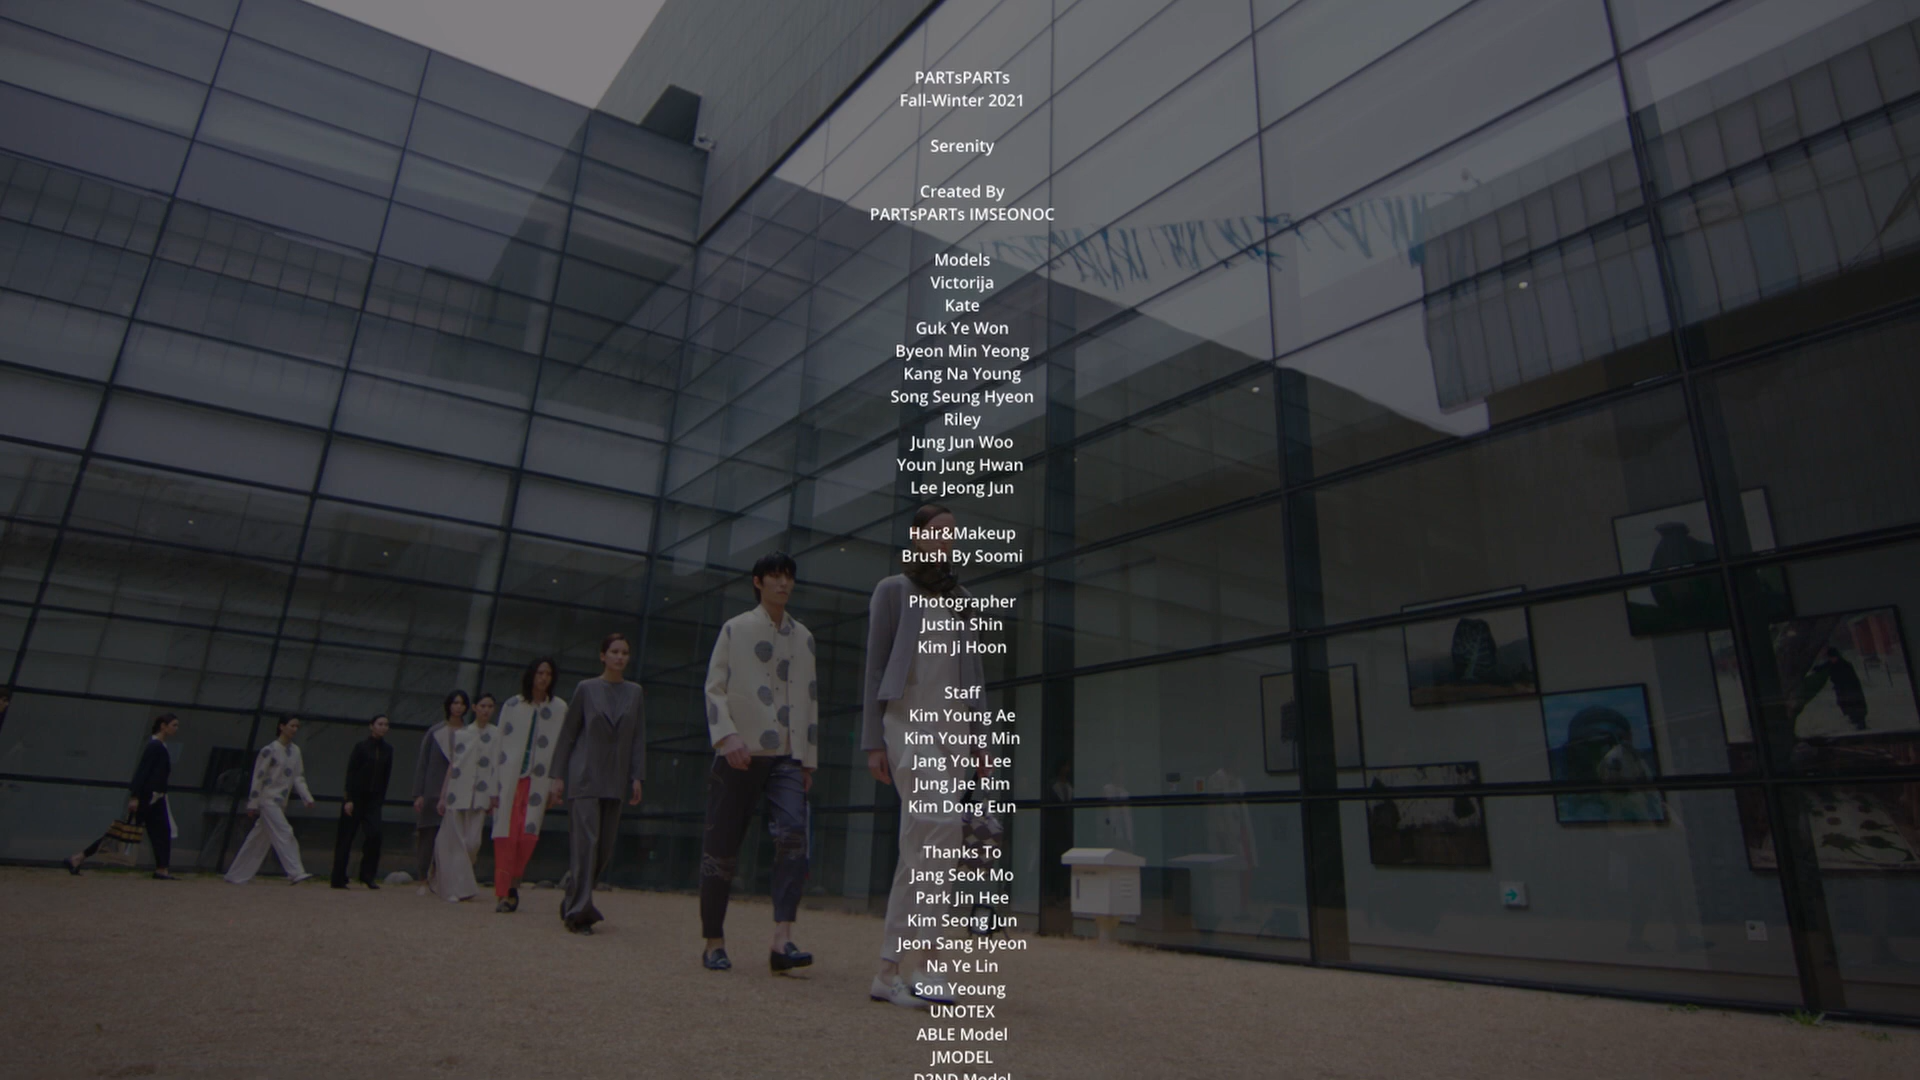 PARTsPARTs
Fall-Winter 2021
Serenity
Created By
PARTsPARTs IMSEONOC
Models
Victorija
Kate
Guk Ye Won
Byeon Min Yeong
Kang Na Young
Song Seung Hyeon
Riley
Jung Jun Woo
Youn Jung Hwan
Lee Jeong Jun
Hair&Makeup
Brush By Soomi
Photographer
Justin Shin
Kim Ji Hoon
Staff
Kim Young Ae
Kim Young Min
Jang You Lee
Jung Jae Rim
Kim Dong Eun
Thanks To
Jang Seok Mo
Park Jin Hee
Kim Seong Jun
Jeon Sang Hyeon
Na Ye Lin
Son Yeoung
UNOTEX
ABLE Model
JMODEL
D2ND Model